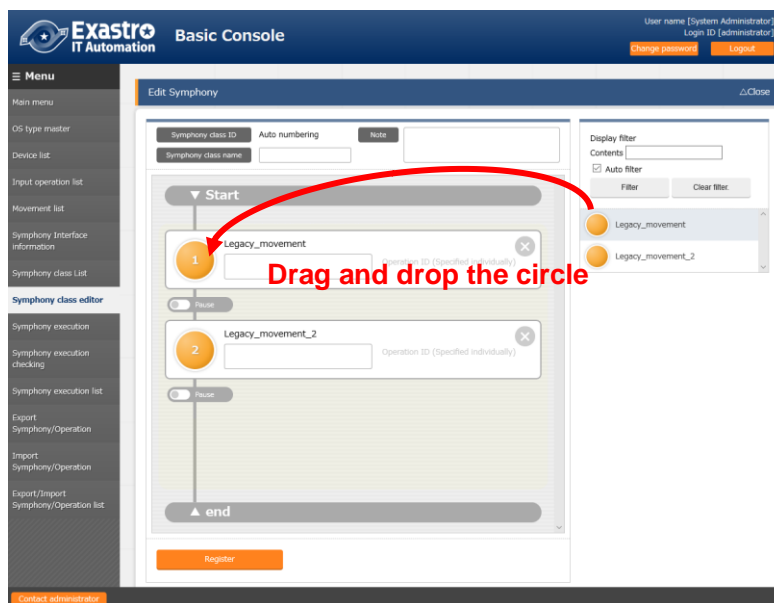 Exastro
IT Automation
Basic Console
User name [System Administrator]
Login ID [administrator]
Change password
Logout
☰ Menu
Main menu
OS type master
Device list
Input operation list
Movement list
Symphony Interface
information
Symphony class List
Symphony class editor
Symphony execution
Symphony execution
checking
Symphony execution list
Export
Symphony/Operation
Import
Symphony/Operation
Export/Import
Symphony/Operation list
Contact administrator
Edit Symphony
△Close
Symphony class ID
Auto numbering
Note
Symphony class name
▼ Start
1
Legacy_movement
Operation ID (Specified individually)
Drag and drop the circle
Pause
2
Legacy_movement_2
Operation ID (Specified individually)
Pause
▲ end
Register
Display filter
Contents
Auto filter
Filter
Clear filter.
Legacy_movement
Legacy_movement_2